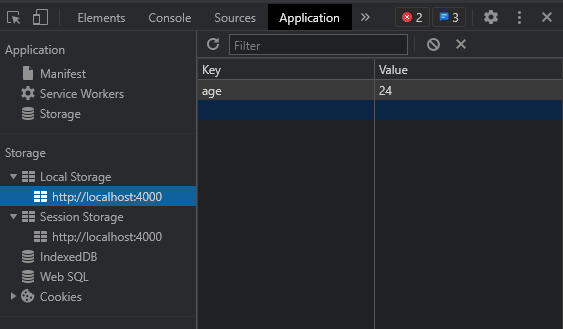 Elements Console Sources Application » 2 3
Application
Manifest
Service Workers
Storage
Storage
Local Storage
http://localhost:4000
Session Storage
http://localhost:4000
IndexedDB
Web SQL
Cookies
Filter
Key Value
age 24